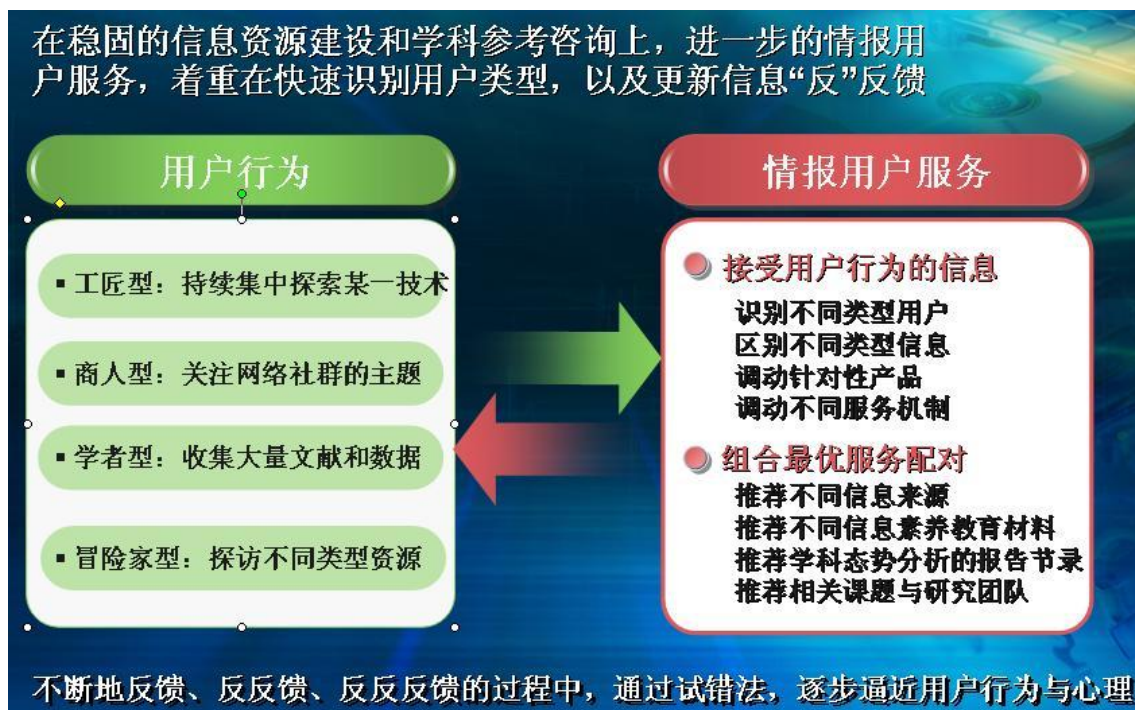 在稳固的信息资源建设和学科参考咨询上，进一步的情报用
户服务，着重在快速识别用户类型，以及更新信息“反”反馈
用户行为
▪ 工匠型：持续集中探索某一技术
▪ 商人型：关注网络社群的主题
▪ 学者型：收集大量文献和数据
▪ 冒险家型：探访不同类型资源
情报用户服务
接受用户行为的信息
识别不同类型用户
区别不同类型信息
调动针对性产品
调动不同服务机制
组合最优服务配对
推荐不同信息来源
推荐不同信息素养教育材料
推荐学科态势分析的报告节录
推荐相关课题与研究团队
不断地反馈、反反馈、反反反馈的过程中，通过试错法，逐步逼近用户行为与心理